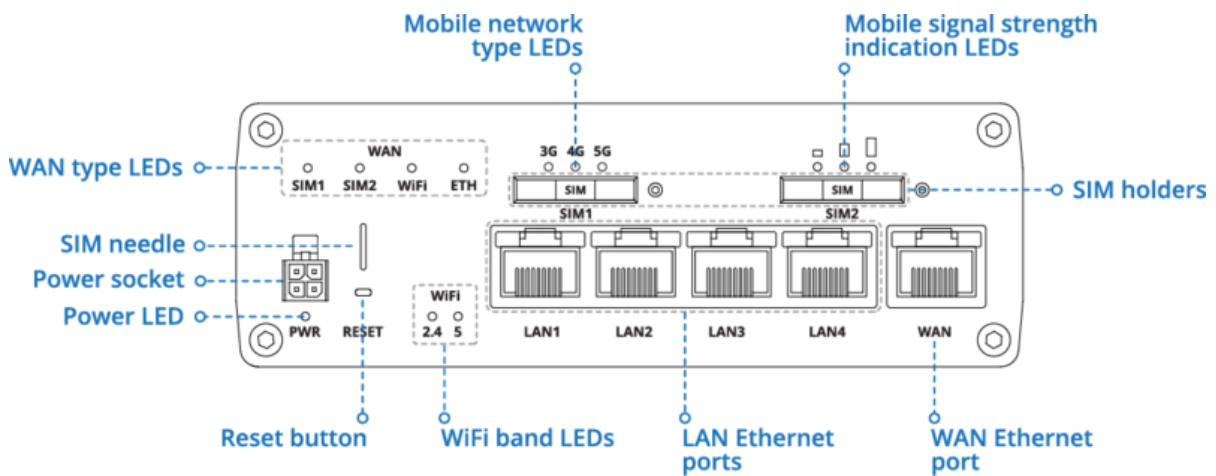 Mobile network
type LEDs
Mobile signal strength
indication LEDs
WAN type LEDs
WAN
SIM1 SIM2 WiFi ETH
3G 4G 5G
SIM
SIM1
SIM
SIM2
SIM holders
SIM needle
Power socket
Power LED
PWR
RESET
WiFi
2.4 5
LAN1 LAN2 LAN3 LAN4 WAN
Reset button
WiFi band LEDs
LAN Ethernet
ports
WAN Ethernet
port